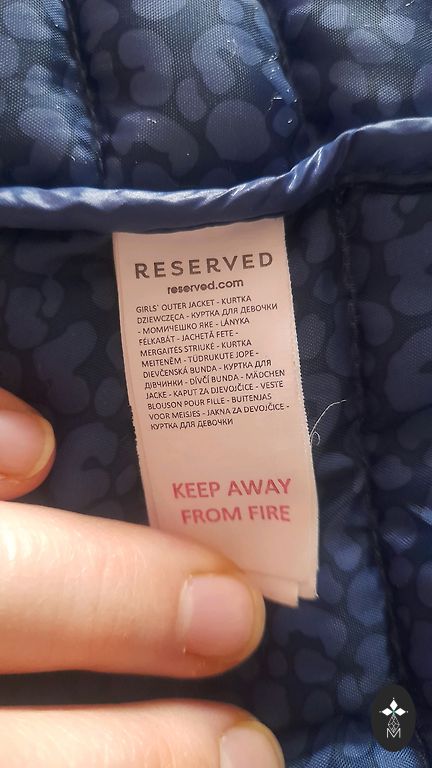 RESERVED
reserved.com
GIRLS' OUTER JACKET - KURTKA
DZIEWCZĘCA - КУРТКА ДЛЯ ДЕВОЧКИ
- МОМИЧЕШКО ЯКЕ - LÁNYKA
FÉLKABÁT - JACHETĂ FETE -
MERGAITĖS STRIUKĖ - KURTKA
MEITENĒM - TÜDRUKUTE JOPE -
DIEVČENSKÁ BUNDA - КУРТКА ДЛЯ
ДІВЧИНКИ - DÍVČÍ BUNDA - MÄDCHEN
JACKE - KAPUT ZA DJEVOJČICE - VESTE
BLOUSON POUR FILLE - BUITENJAS
VOOR MEISJES - JAKNA ZA DEVOJČICE -
КУРТКА ДЛЯ ДЕВОЧКИ
KEEP AWAY
FROM FIRE
M